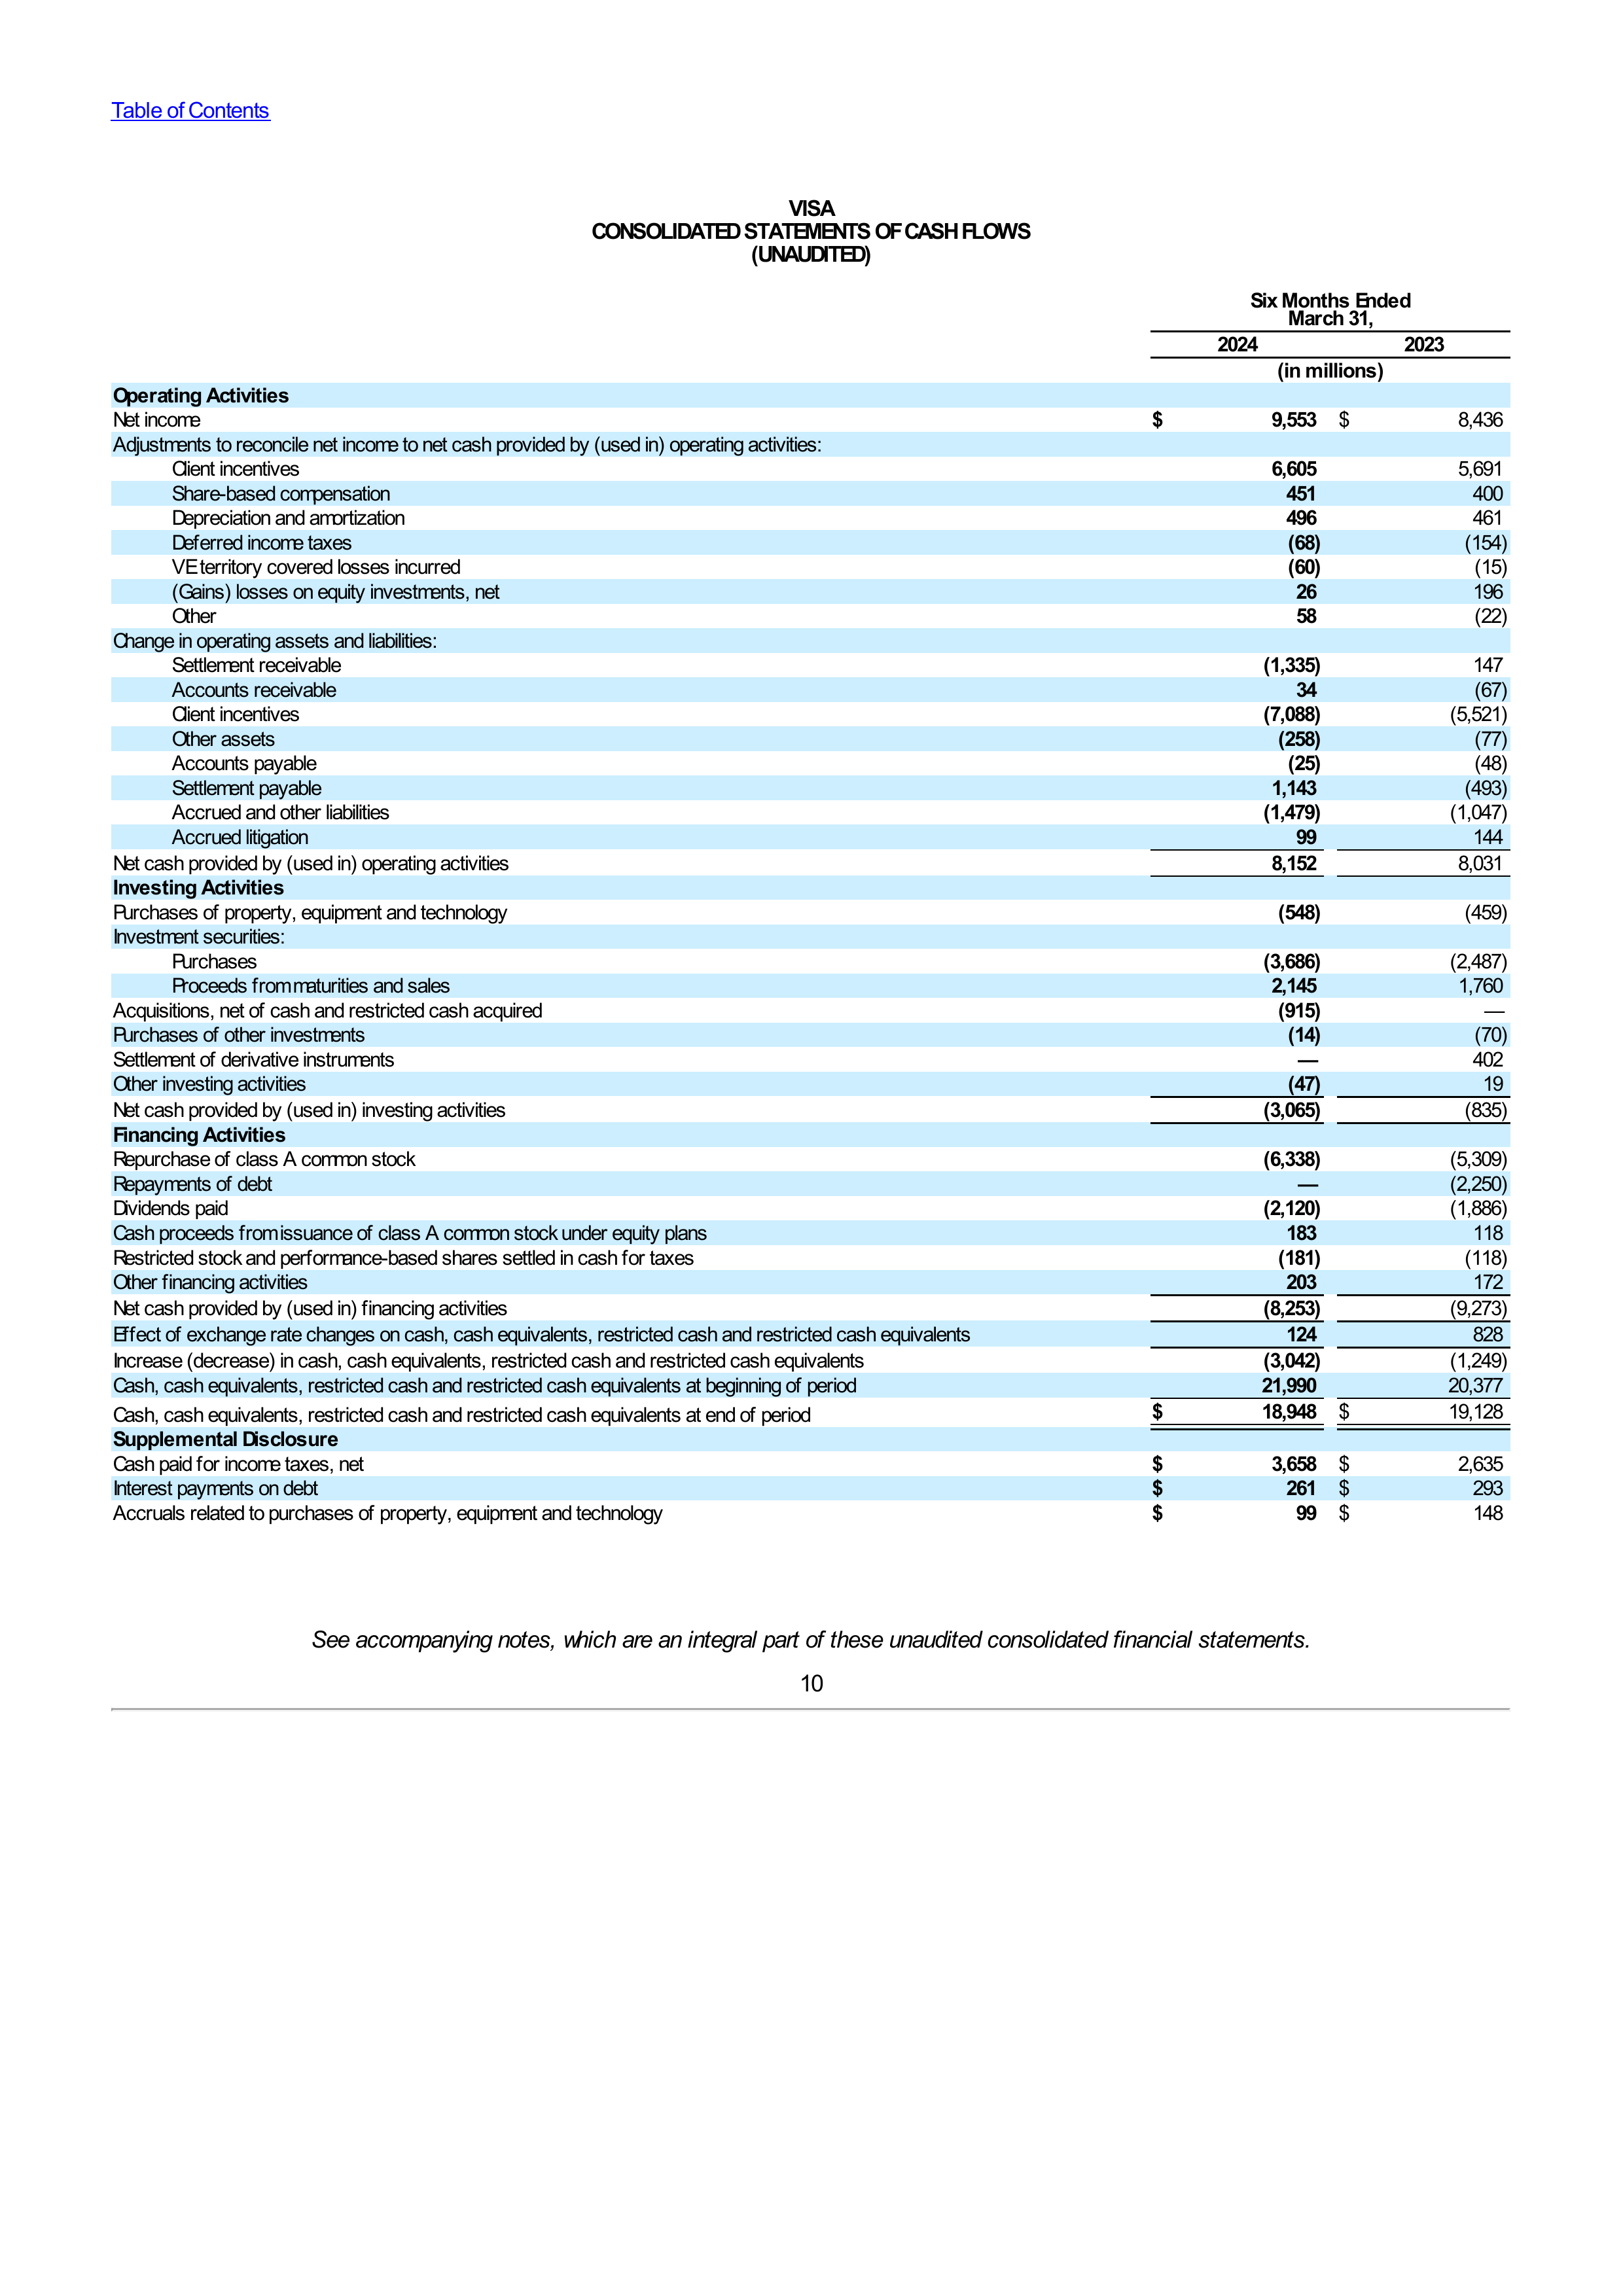 Table of Contents
VISA
CONSOLIDATED STATEMENTS OF CASH FLOWS
(UNAUDITED)
Six Months Ended
March 31,
2024 2023
(in millions)
Operating Activities
Net income $ 9,553 $ 8,436
Adjustments to reconcile net income to net cash provided by (used in) operating activities:
Client incentives 6,605 5,691
Share-based compensation 451 400
Depreciation and amortization 496 461
Deferred income taxes (68) (154)
VE territory covered losses incurred (60) (15)
(Gains) losses on equity investments, net 26 196
Other 58 (22)
Change in operating assets and liabilities:
Settlement receivable (1,335) 147
Accounts receivable 34 (67)
Client incentives (7,088) (5,521)
Other assets (258) (77)
Accounts payable (25) (48)
Settlement payable 1,143 (493)
Accrued and other liabilities (1,479) (1,047)
Accrued litigation 99 144
Net cash provided by (used in) operating activities 8,152 8,031
Investing Activities
Purchases of property, equipment and technology (548) (459)
Investment securities:
Purchases (3,686) (2,487)
Proceeds from maturities and sales 2,145 1,760
Acquisitions, net of cash and restricted cash acquired (915) —
Purchases of other investments (14) (70)
Settlement of derivative instruments — 402
Other investing activities (47) 19
Net cash provided by (used in) investing activities (3,065) (835)
Financing Activities
Repurchase of class A common stock (6,338) (5,309)
Repayments of debt — (2,250)
Dividends paid (2,120) (1,886)
Cash proceeds from issuance of class A common stock under equity plans 183 118
Restricted stock and performance-based shares settled in cash for taxes (181) (118)
Other financing activities 203 172
Net cash provided by (used in) financing activities (8,253) (9,273)
Effect of exchange rate changes on cash, cash equivalents, restricted cash and restricted cash equivalents 124 828
Increase (decrease) in cash, cash equivalents, restricted cash and restricted cash equivalents (3,042) (1,249)
Cash, cash equivalents, restricted cash and restricted cash equivalents at beginning of period 21,990 20,377
Cash, cash equivalents, restricted cash and restricted cash equivalents at end of period $ 18,948 $ 19,128
Supplemental Disclosure
Cash paid for income taxes, net $ 3,658 $ 2,635
Interest payments on debt $ 261 $ 293
Accruals related to purchases of property, equipment and technology $ 99 $ 148
See accompanying notes, which are an integral part of these unaudited consolidated financial statements.
10